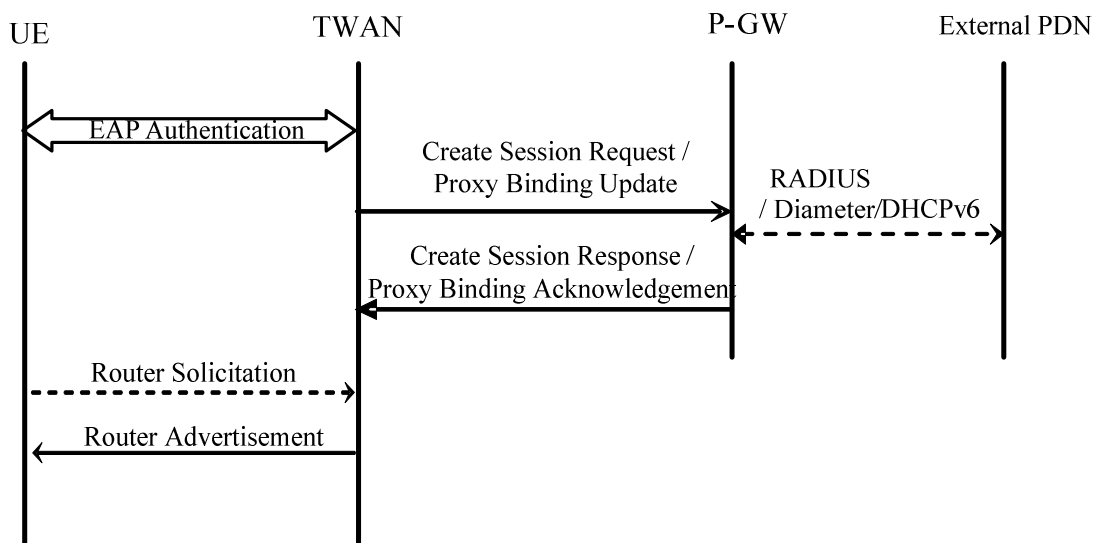 UE
TWAN
P-GW
External PDN
EAP Authentication
Create Session Request /
Proxy Binding Update
RADIUS
/ Diameter/DHCPv6
Create Session Response /
Proxy Binding Acknowledgement
Router Solicitation
Router Advertisement